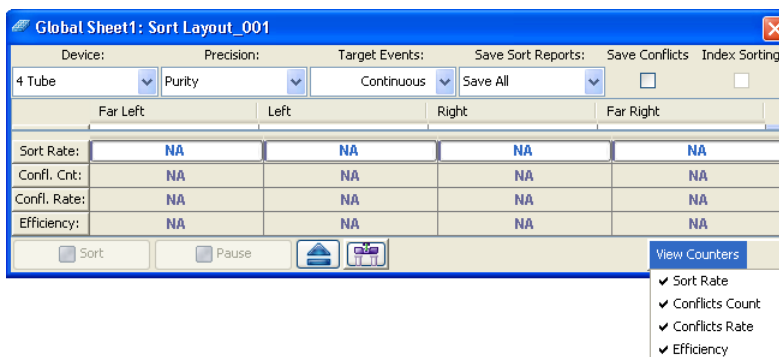 Global Sheet1: Sort Layout_001
Device: Precision: Target Events: Save Sort Reports: Save Conflicts Index Sorting
4 Tube Purity Continuous Save All
Far Left Left Right Far Right
Sort Rate: NA NA NA NA
Confl. Cnt: NA NA NA NA
Confl. Rate: NA NA NA NA
Efficiency: NA NA NA NA
Sort Pause View Counters
Sort Rate
Conflicts Count
Conflicts Rate
Efficiency